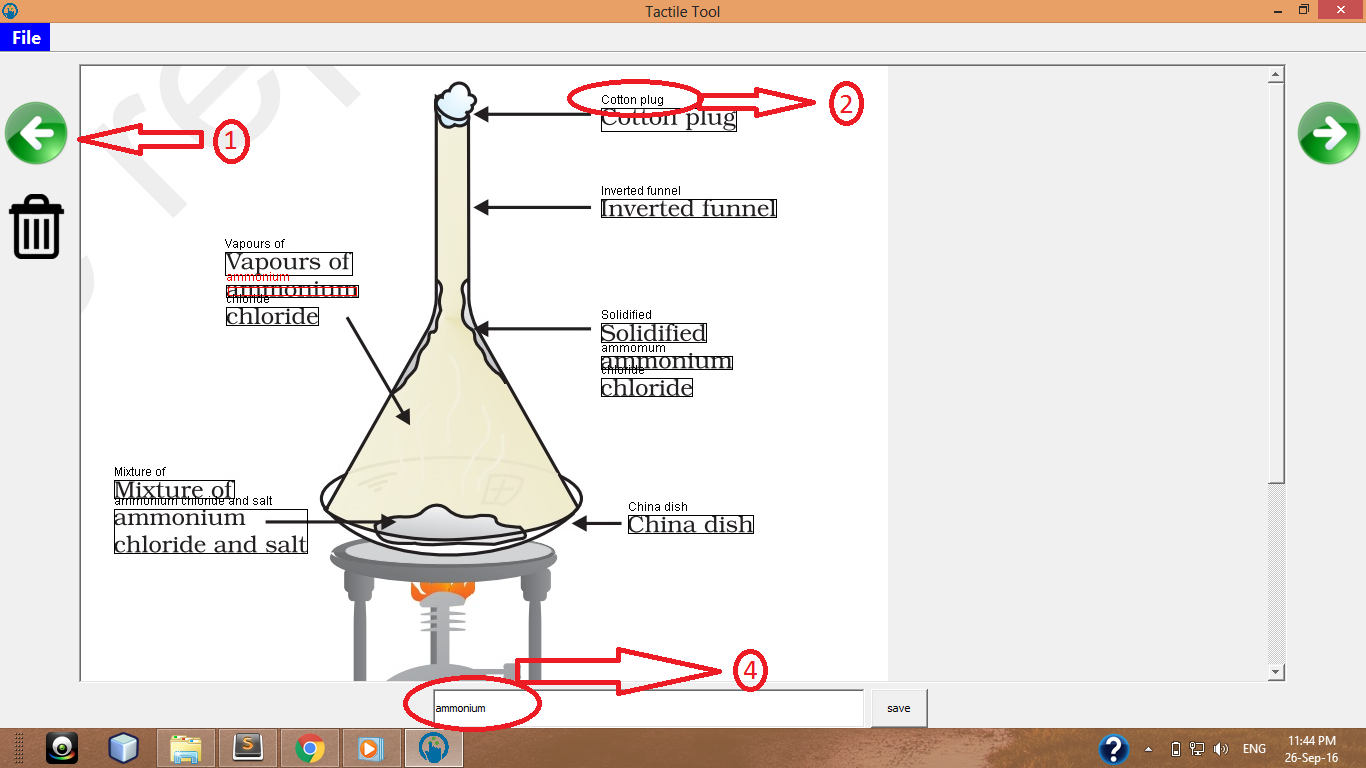 Tactile Tool
File
re
1
Cotton plug
Cotton plug
2
Inverted funnel
Inverted funnel
Vapours of
Vapours of
ammonium
ammonium
chloride
chloride
Solidified
Solidified
ammomum
ammonium
chloride
chloride
Mixture of
Mixture of
ammonium chloride and salt
ammonium
chloride and salt
China dish
China dish
4
ammonium
save
S
?
ENG
11:44 PM
26-Sep-16